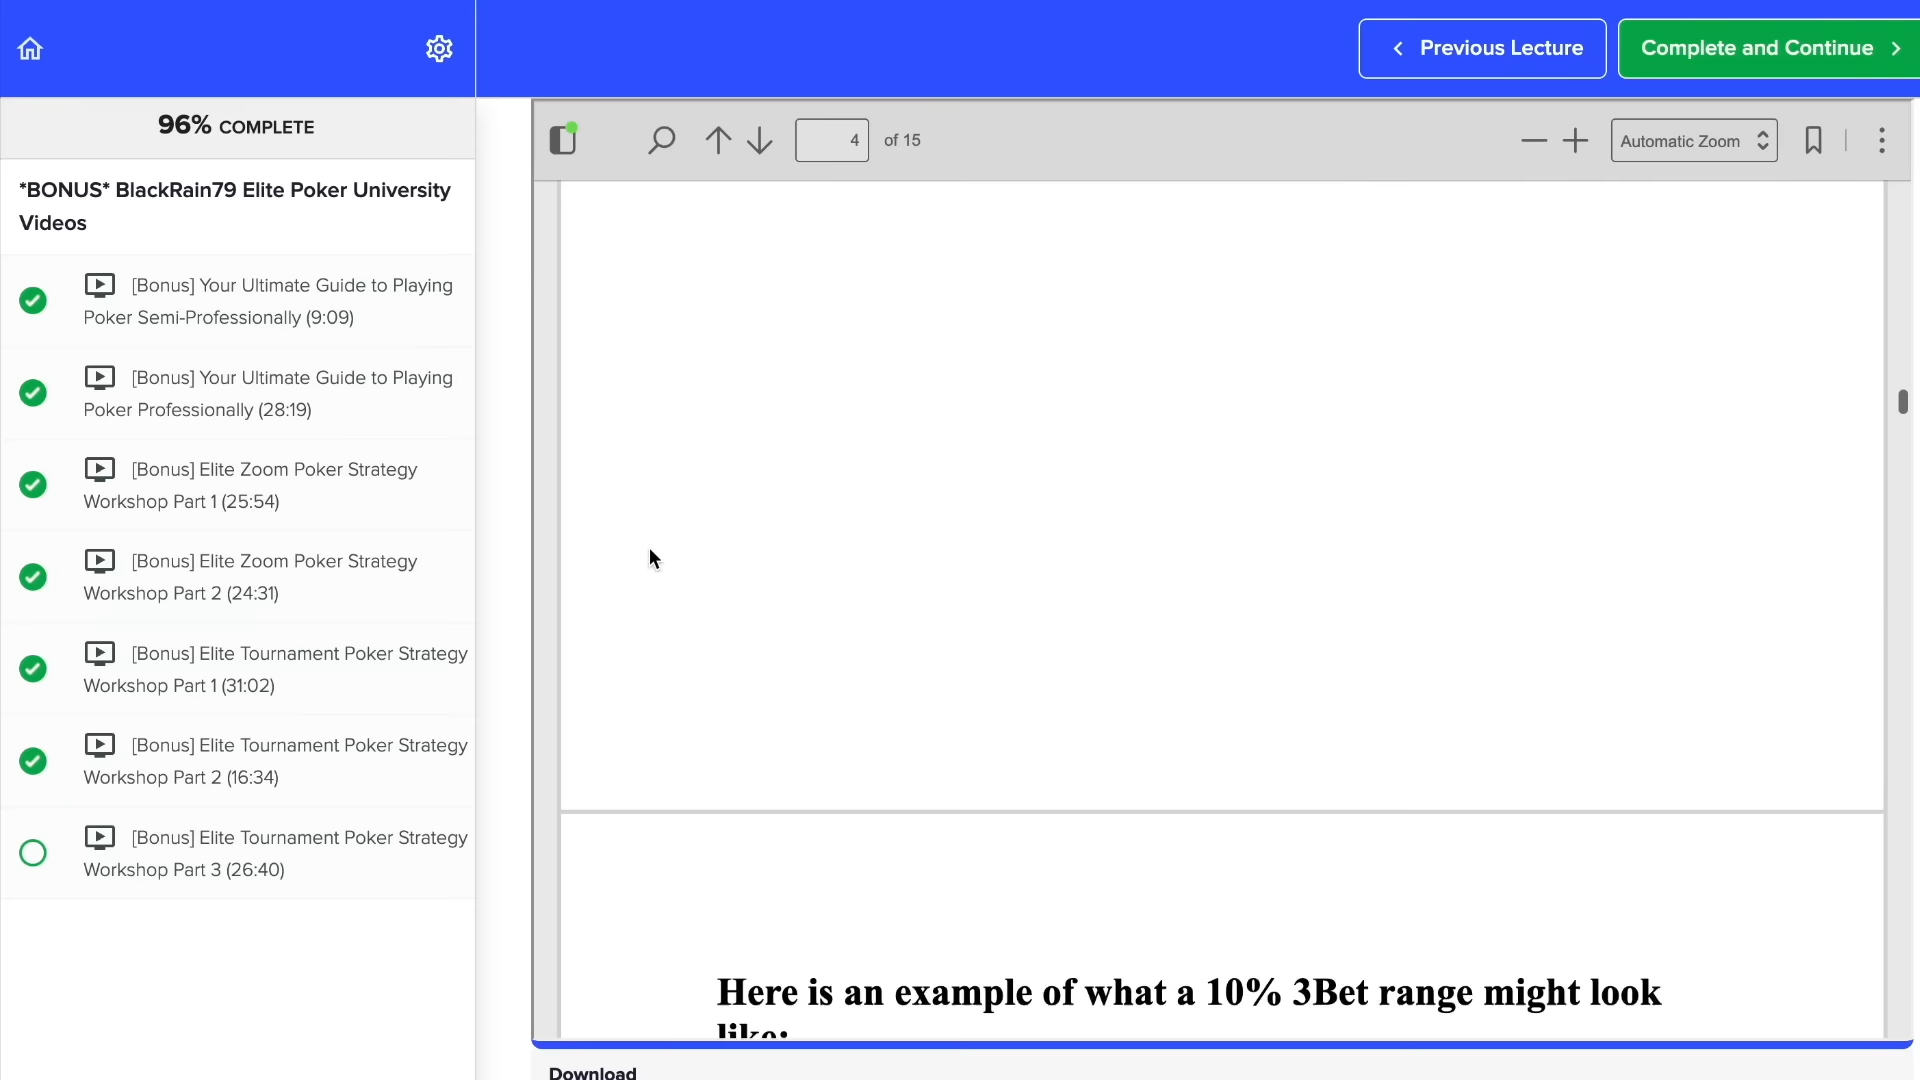 Previous Lecture
Complete and Continue
96% COMPLETE
*BONUS* BlackRain79 Elite Poker University
Videos
[Bonus] Your Ultimate Guide to Playing
Poker Semi-Professionally (9:09)
[Bonus] Your Ultimate Guide to Playing
Poker Professionally (28:19)
[Bonus] Elite Zoom Poker Strategy
Workshop Part 1 (25:54)
[Bonus] Elite Zoom Poker Strategy
Workshop Part 2 (24:31)
[Bonus] Elite Tournament Poker Strategy
Workshop Part 1 (31:02)
[Bonus] Elite Tournament Poker Strategy
Workshop Part 2 (16:34)
[Bonus] Elite Tournament Poker Strategy
Workshop Part 3 (26:40)
4 of 15
Automatic Zoom
Here is an example of what a 10% 3Bet range might look
like:
Download